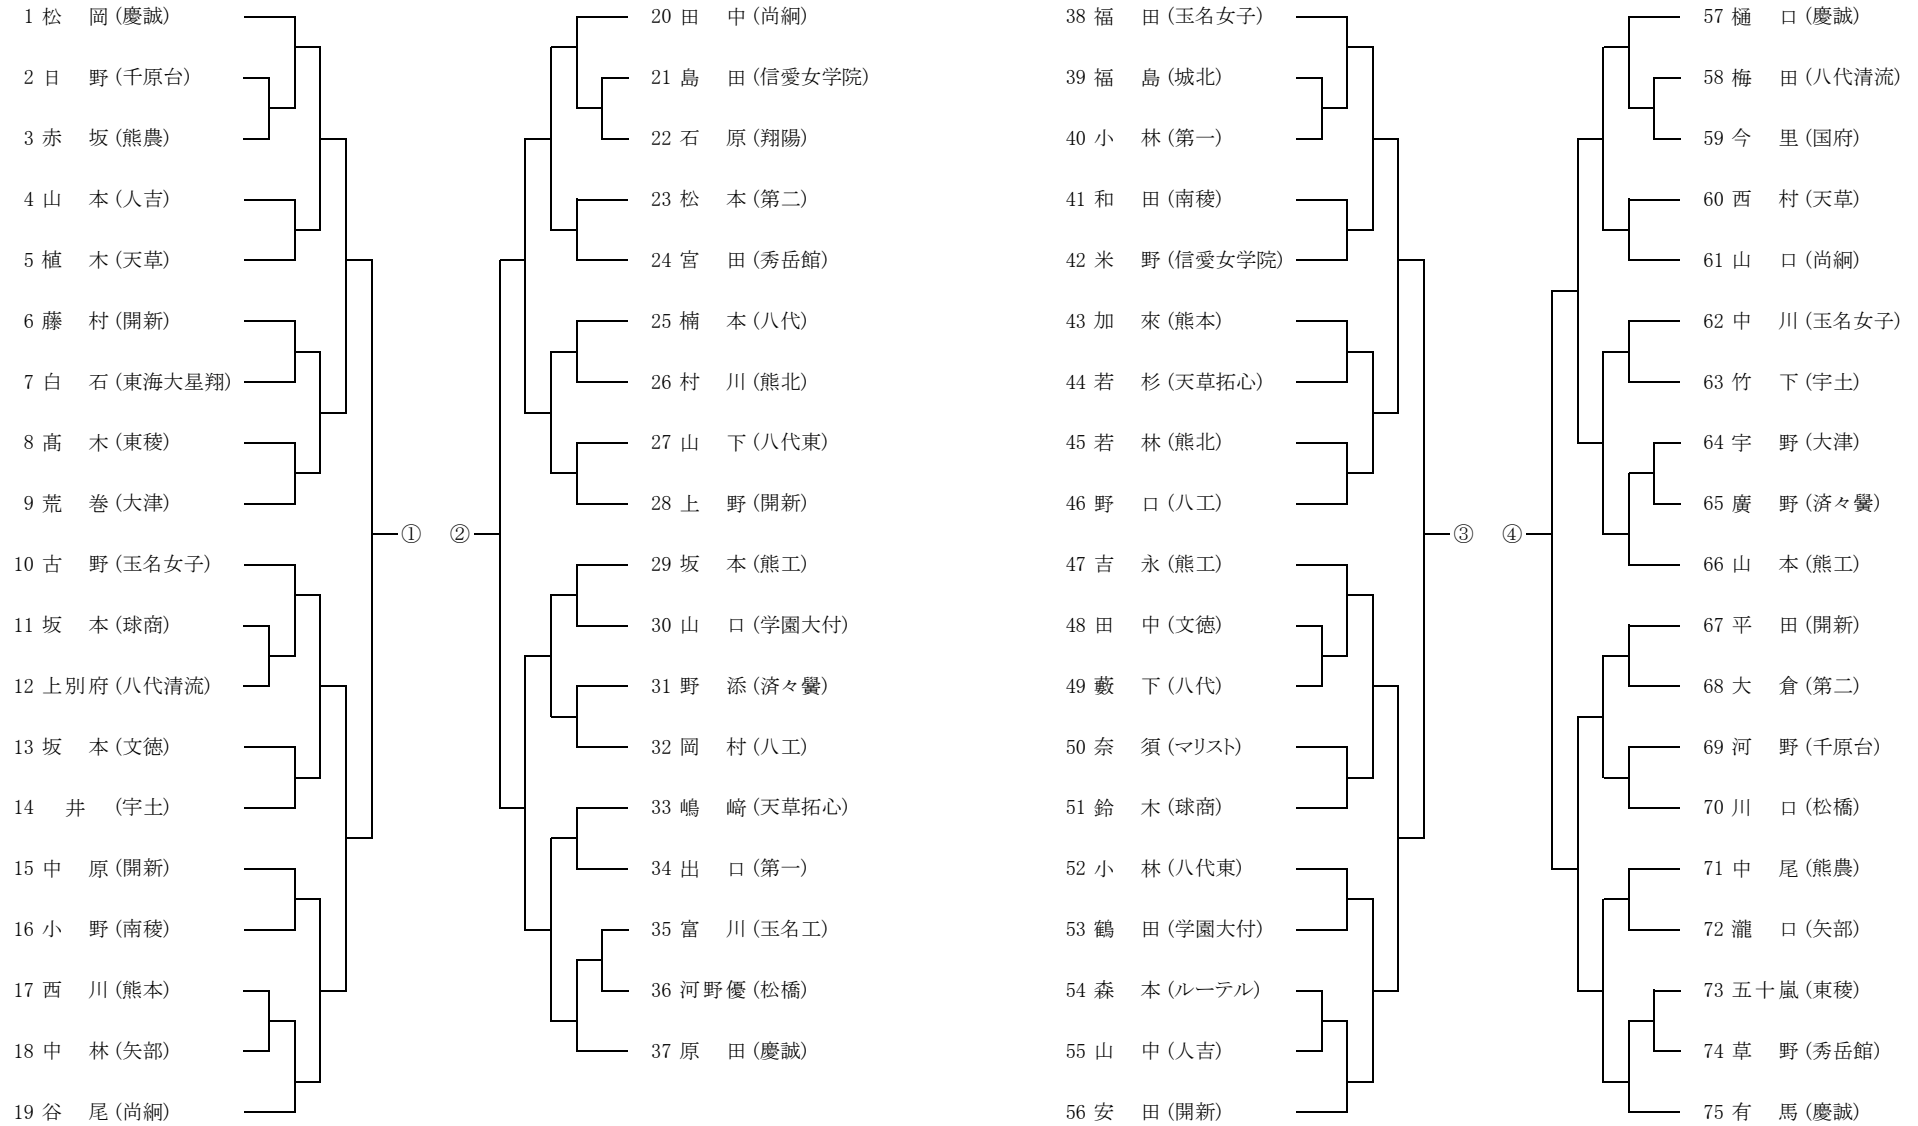 1 松 岡 (慶誠)
2 日 野 (千原台)
3 赤 坂 (熊農)
4 山 本 (人吉)
5 植 木 (天草)
6 藤 村 (開新)
7 白 石 (東海大星翔)
8 髙 木 (東稜)
9 荒 巻 (大津)
10 古 野 (玉名女子)
11 坂 本 (球商)
12 上別府 (八代清流)
13 坂 本 (文徳)
14 井 (宇土)
15 中 原 (開新)
16 小 野 (南稜)
17 西 川 (熊本)
18 中 林 (矢部)
19 谷 尾 (尚絅)
①
②
20 田 中 (尚絅)
21 島 田 (信愛女学院)
22 石 原 (翔陽)
23 松 本 (第二)
24 宮 田 (秀岳館)
25 楠 本 (八代)
26 村 川 (熊北)
27 山 下 (八代東)
28 上 野 (開新)
29 坂 本 (熊工)
30 山 口 (学園大付)
31 野 添 (済々黌)
32 岡 村 (八工)
33 嶋 﨑 (天草拓心)
34 出 口 (第一)
35 富 川 (玉名工)
36 河野優 (松橋)
37 原 田 (慶誠)
38 福 田 (玉名女子)
39 福 島 (城北)
40 小 林 (第一)
41 和 田 (南稜)
42 米 野 (信愛女学院)
43 加 來 (熊本)
44 若 杉 (天草拓心)
45 若 林 (熊北)
46 野 口 (八工)
47 吉 永 (熊工)
48 田 中 (文徳)
49 藪 下 (八代)
50 奈 須 (マリスト)
51 鈴 木 (球商)
52 小 林 (八代東)
53 鶴 田 (学園大付)
54 森 本 (ルーテル)
55 山 中 (人吉)
56 安 田 (開新)
③
④
57 樋 口 (慶誠)
58 梅 田 (八代清流)
59 今 里 (国府)
60 西 村 (天草)
61 山 口 (尚絅)
62 中 川 (玉名女子)
63 竹 下 (宇土)
64 宇 野 (大津)
65 廣 野 (済々黌)
66 山 本 (熊工)
67 平 田 (開新)
68 大 倉 (第二)
69 河 野 (千原台)
70 川 口 (松橋)
71 中 尾 (熊農)
72 瀧 口 (矢部)
73 五十嵐 (東稜)
74 草 野 (秀岳館)
75 有 馬 (慶誠)